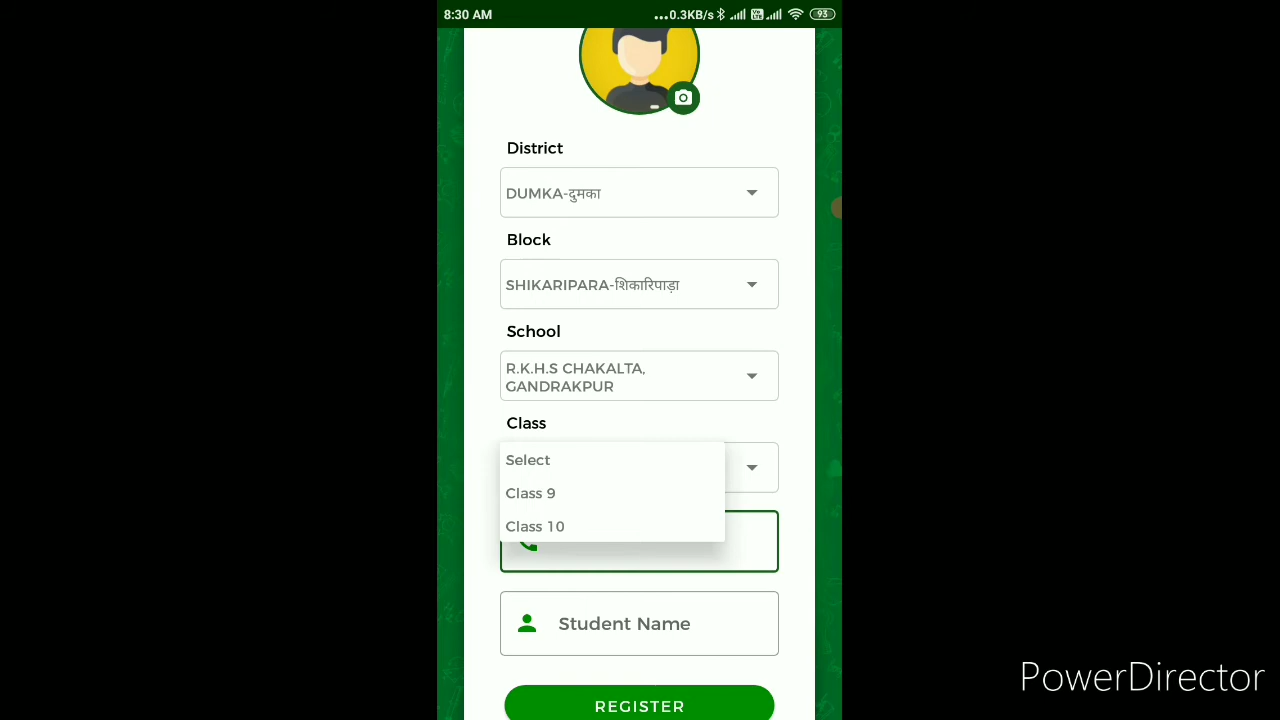 8:30 AM
...0.3KB/s
93
District
DUMKA-दुमका
Block
SHIKARIPARA-शिकारिपाड़ा
School
R.K.H.S CHAKALTA,
GANDRAKPUR
Class
Select
Class 9
Class 10
Student Name
REGISTER
PowerDirector